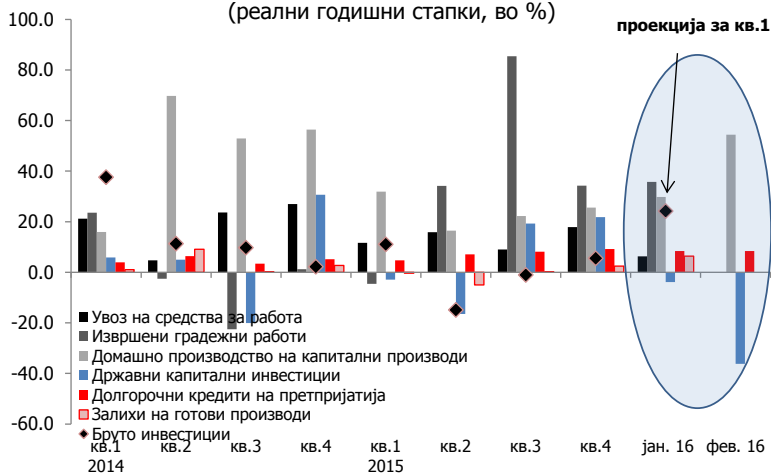 (реални годишни стапки, во %)
проекција за кв.1
100.0
80.0
60.0
40.0
20.0
0.0
-20.0
-40.0
-60.0
Увоз на средства за работа
Извршени градежни работи
Домашно производство на капитални производи
Државни капитални инвестиции
Долгорочни кредити на претпријатија
Залихи на готови производи
Бруто инвестиции
кв.1 кв.2 кв.3 кв.4 кв.1 кв.2 кв.3 кв.4 јан. 16 фев. 16
2014 2015